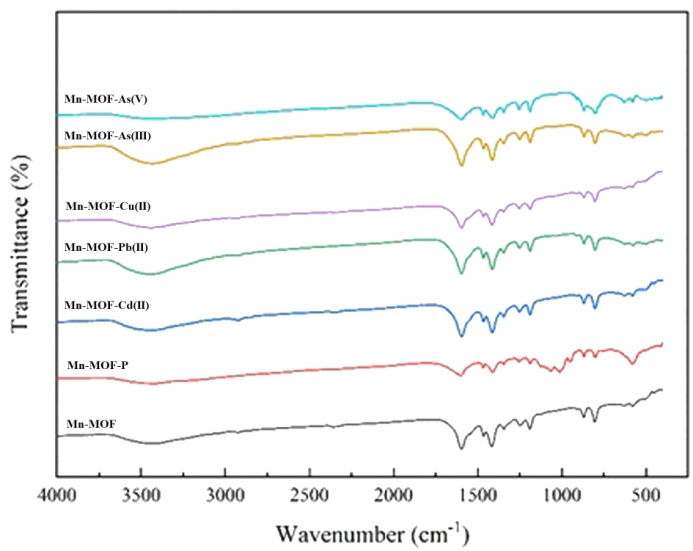 Mn-MOF-As(V)
Mn-MOF-As(III)
Mn-MOF-Cu(II)
Mn-MOF-Pb(II)
Mn-MOF-Cd(II)
Mn-MOF-P
Mn-MOF
Transmittance (%)
4000 3500 3000 2500 2000 1500 1000 500
Wavenumber (cm⁻¹)